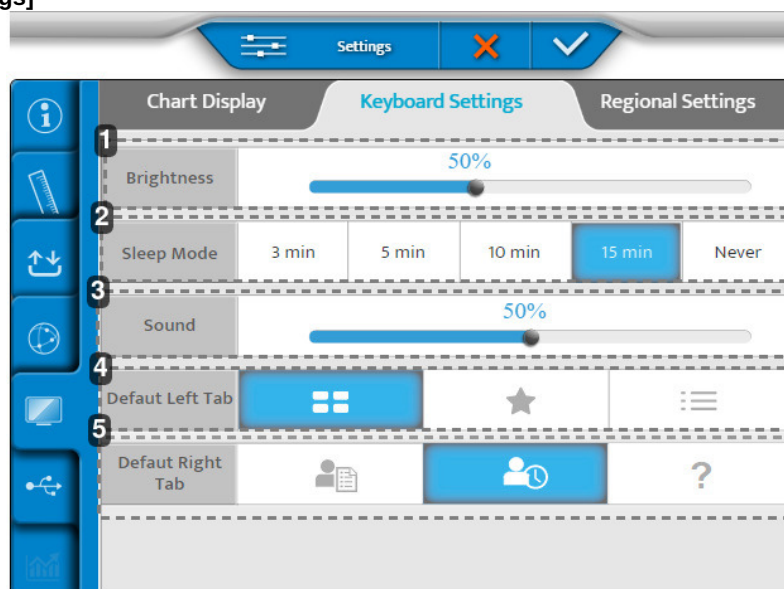 gs]
Settings
Chart Display Keyboard Settings Regional Settings
1
50%
Brightness
2
Sleep Mode 3 min 5 min 10 min 15 min Never
3
50%
Sound
4
Defaut Left Tab
5
Defaut Right
Tab
?